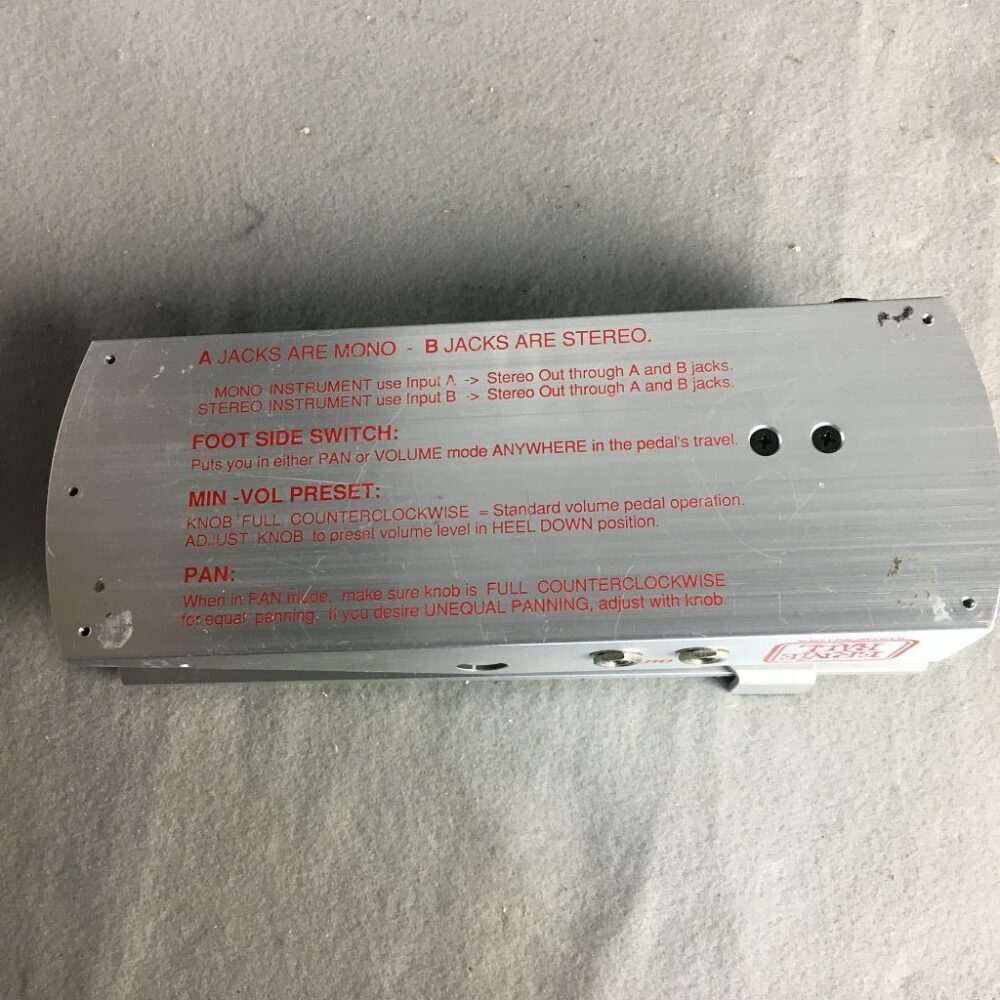 A JACKS ARE MONO - B JACKS ARE STEREO.
MONO INSTRUMENT use Input A -> Stereo Out through A and B jacks.
STEREO INSTRUMENT use Input B -> Stereo Out through A and B jacks.
FOOT SIDE SWITCH:
Puts you in either PAN or VOLUME mode ANYWHERE in the pedal's travel.
MIN -VOL PRESET:
KNOB FULL COUNTERCLOCKWISE = Standard volume pedal operation.
ADJUST KNOB to preset volume level in HEEL DOWN position.
PAN:
When in PAN mode, make sure knob is FULL COUNTERCLOCKWISE
for equal panning. If you desire UNEQUAL PANNING, adjust with knob.